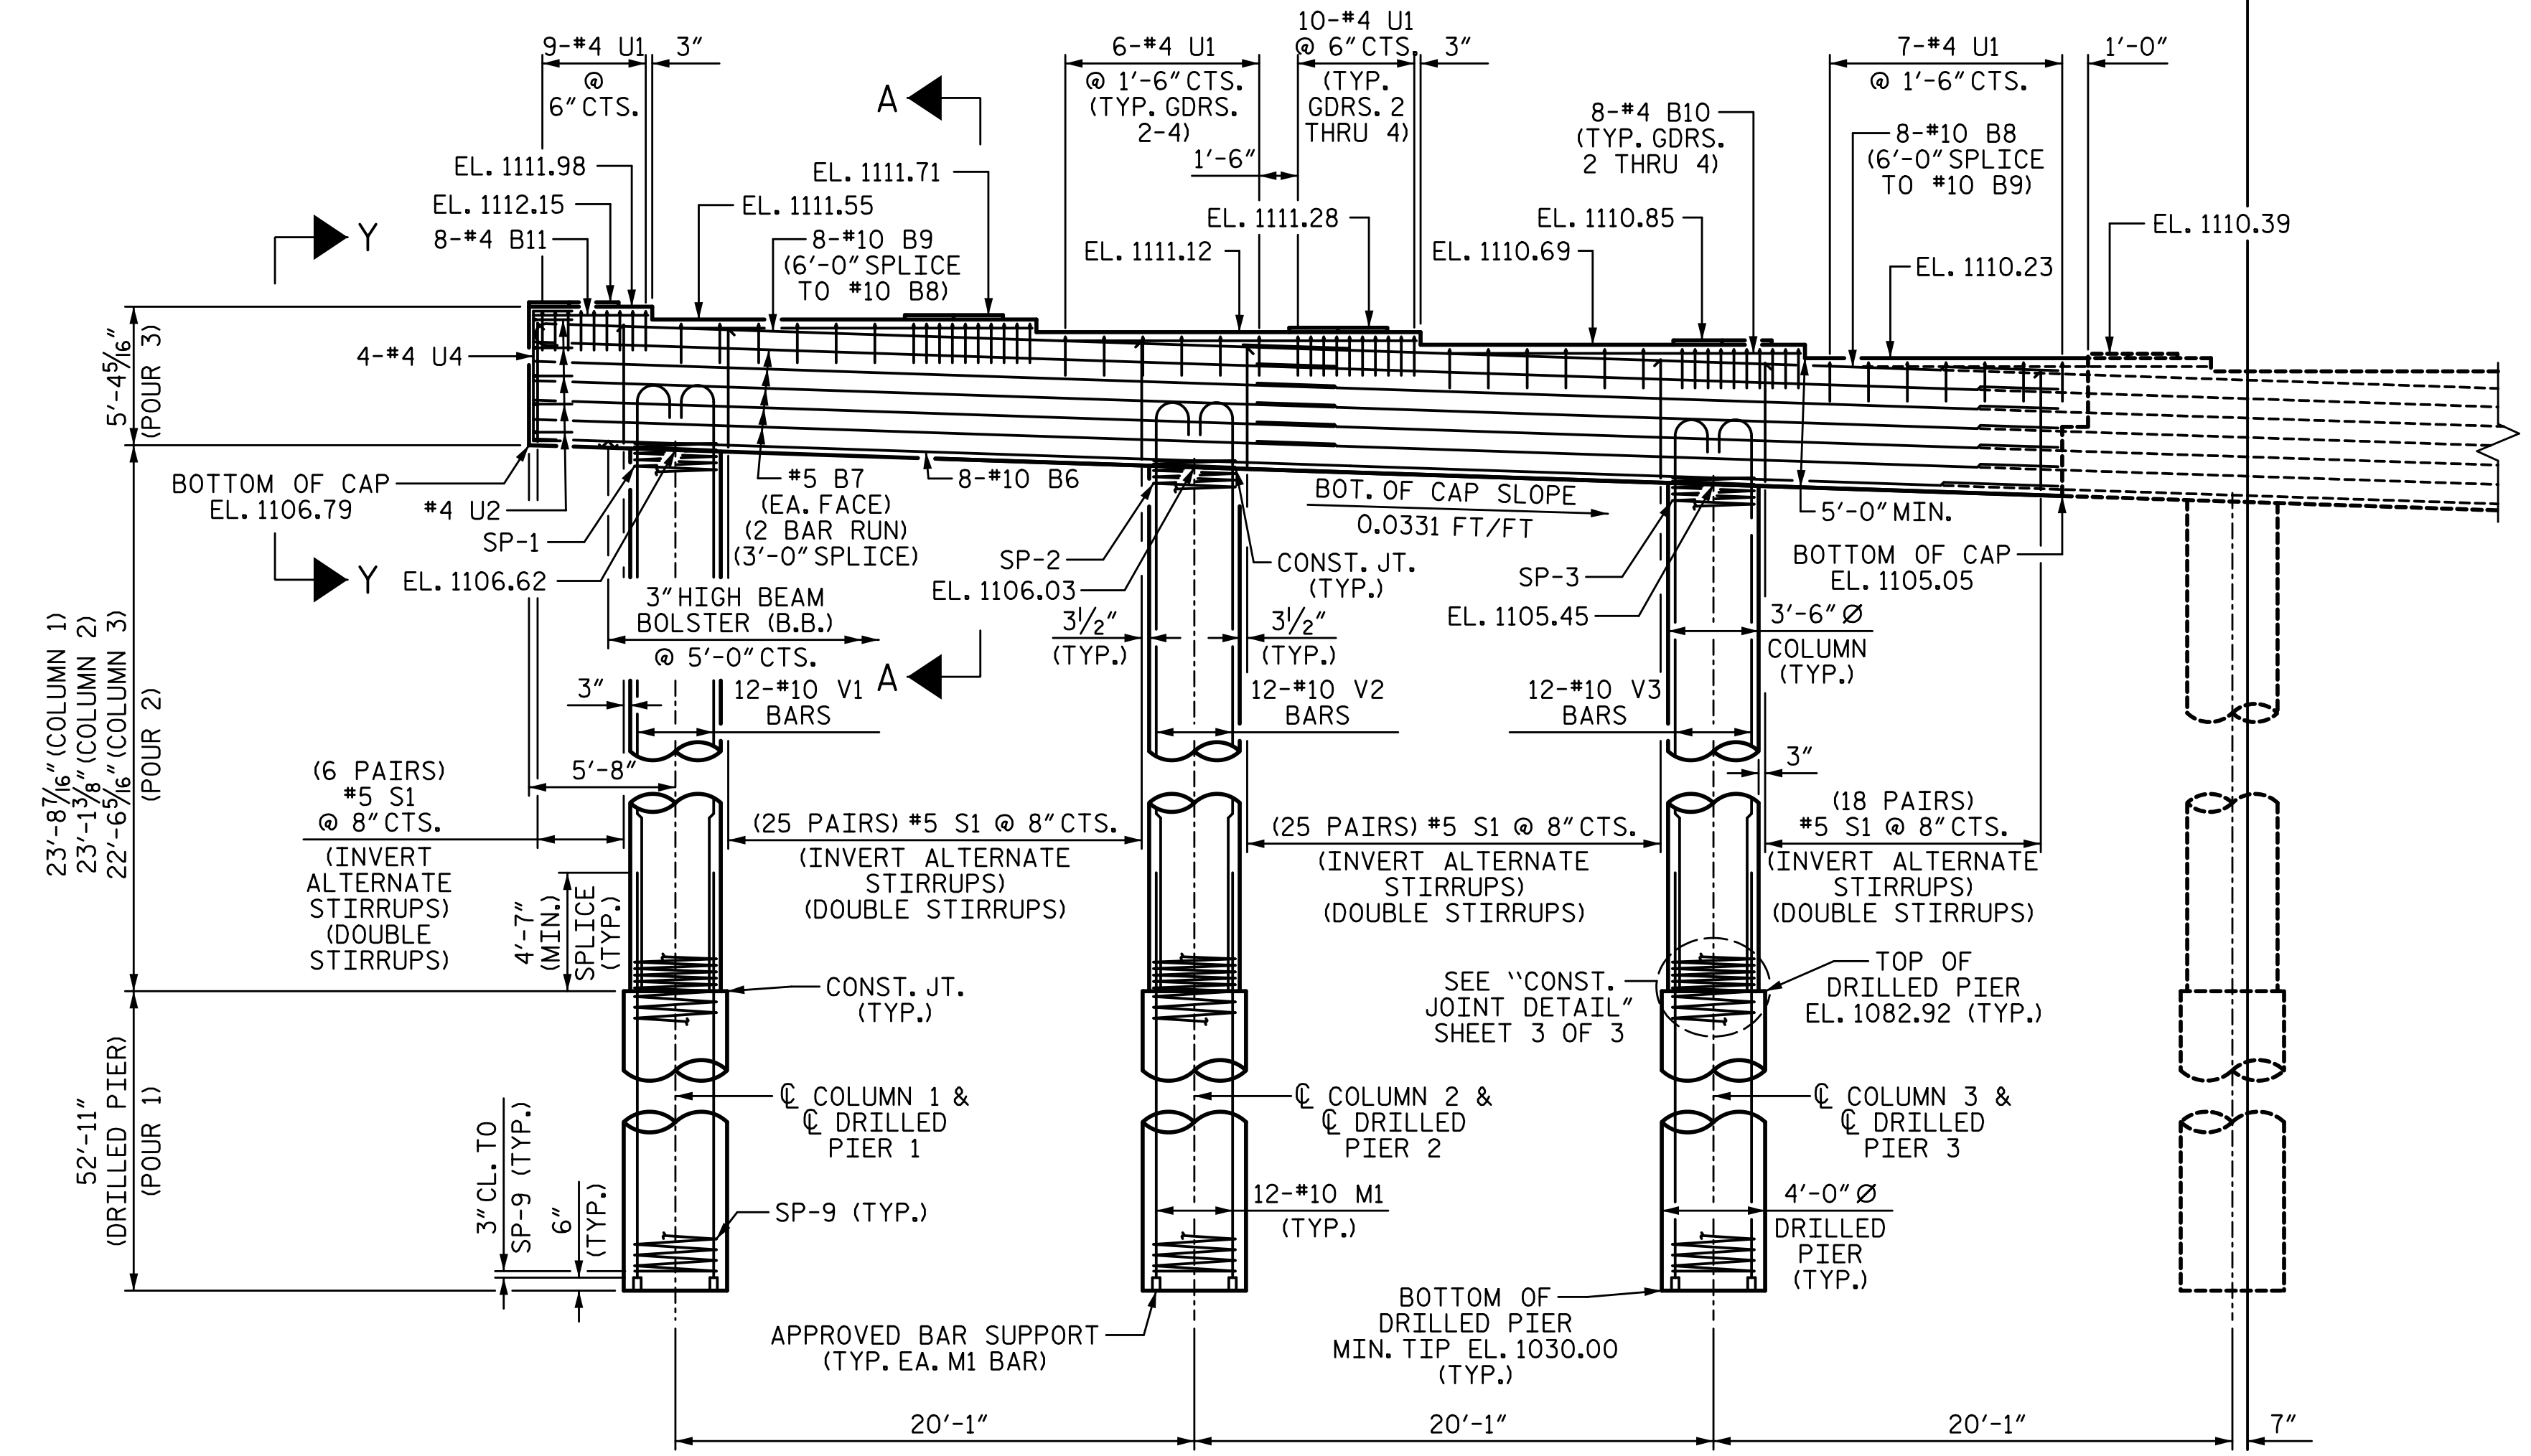 10-#4 U1
9-#4 U1
3"
6-#4 U1
@ 6" CTS.
3"
7-#4 U1
1'-0"
@
6" CTS.
A
@ 1'-6" CTS.
(TYP. GDRS.
2-4)
(TYP.
GDRS. 2
THRU 4)
@ 1'-6" CTS.
8-#4 B10
(TYP. GDRS.
2 THRU 4)
8-#10 B8
(6'-0" SPLICE
TO #10 B9)
EL. 1111.98
EL. 1111.71
1'-6"
EL. 1112.15
EL. 1111.55
EL. 1111.28
EL. 1110.85
EL. 1110.39
Y
8-#4 B11
8-#10 B9
(6'-0" SPLICE
TO #10 B8)
EL. 1111.12
EL. 1110.69
EL. 1110.23
5'-4 5/16"
(POUR 3)
4-#4 U4
BOTTOM OF CAP
EL. 1106.79
#4 U2
SP-1
Y
EL. 1106.62
#5 B7
(EA. FACE)
(2 BAR RUN)
(3'-0" SPLICE)
8-#10 B6
BOT. OF CAP SLOPE
0.0331 FT/FT
5'-0" MIN.
SP-2
EL. 1106.03
CONST. JT.
(TYP.)
SP-3
EL. 1105.45
BOTTOM OF CAP
EL. 1105.05
3" HIGH BEAM
BOLSTER (B.B.)
@ 5'-0" CTS.
A
3 1/2"
(TYP.)
3 1/2"
(TYP.)
3'-6" Ø
COLUMN
(TYP.)
23'-8 7/16" (COLUMN 1)
23'-1 3/8" (COLUMN 2)
22'-6 5/16" (COLUMN 3)
(POUR 2)
3"
12-#10 V1
BARS
12-#10 V2
BARS
12-#10 V3
BARS
3"
5'-8"
(6 PAIRS)
#5 S1
@ 8" CTS.
(INVERT
ALTERNATE
STIRRUPS)
(DOUBLE
STIRRUPS)
(25 PAIRS) #5 S1 @ 8" CTS.
(INVERT ALTERNATE
STIRRUPS)
(DOUBLE STIRRUPS)
(25 PAIRS) #5 S1 @ 8" CTS.
(INVERT ALTERNATE
STIRRUPS)
(DOUBLE STIRRUPS)
(18 PAIRS)
#5 S1 @ 8" CTS.
(INVERT ALTERNATE
STIRRUPS)
(DOUBLE STIRRUPS)
4'-7"
(MIN.)
SPLICE
(TYP.)
CONST. JT.
(TYP.)
SEE "CONST.
JOINT DETAIL"
SHEET 3 OF 3
TOP OF
DRILLED PIER
EL. 1082.92 (TYP.)
52'-11"
(DRILLED PIER)
(POUR 1)
℄ COLUMN 1 &
℄ DRILLED
PIER 1
℄ COLUMN 2 &
℄ DRILLED
PIER 2
℄ COLUMN 3 &
℄ DRILLED
PIER 3
3" CL. TO
SP-9 (TYP.)
6"
(TYP.)
SP-9 (TYP.)
12-#10 M1
(TYP.)
4'-0" Ø
DRILLED
PIER
(TYP.)
APPROVED BAR SUPPORT
(TYP. EA. M1 BAR)
BOTTOM OF
DRILLED PIER
MIN. TIP EL. 1030.00
(TYP.)
20'-1"
20'-1"
20'-1"
7"